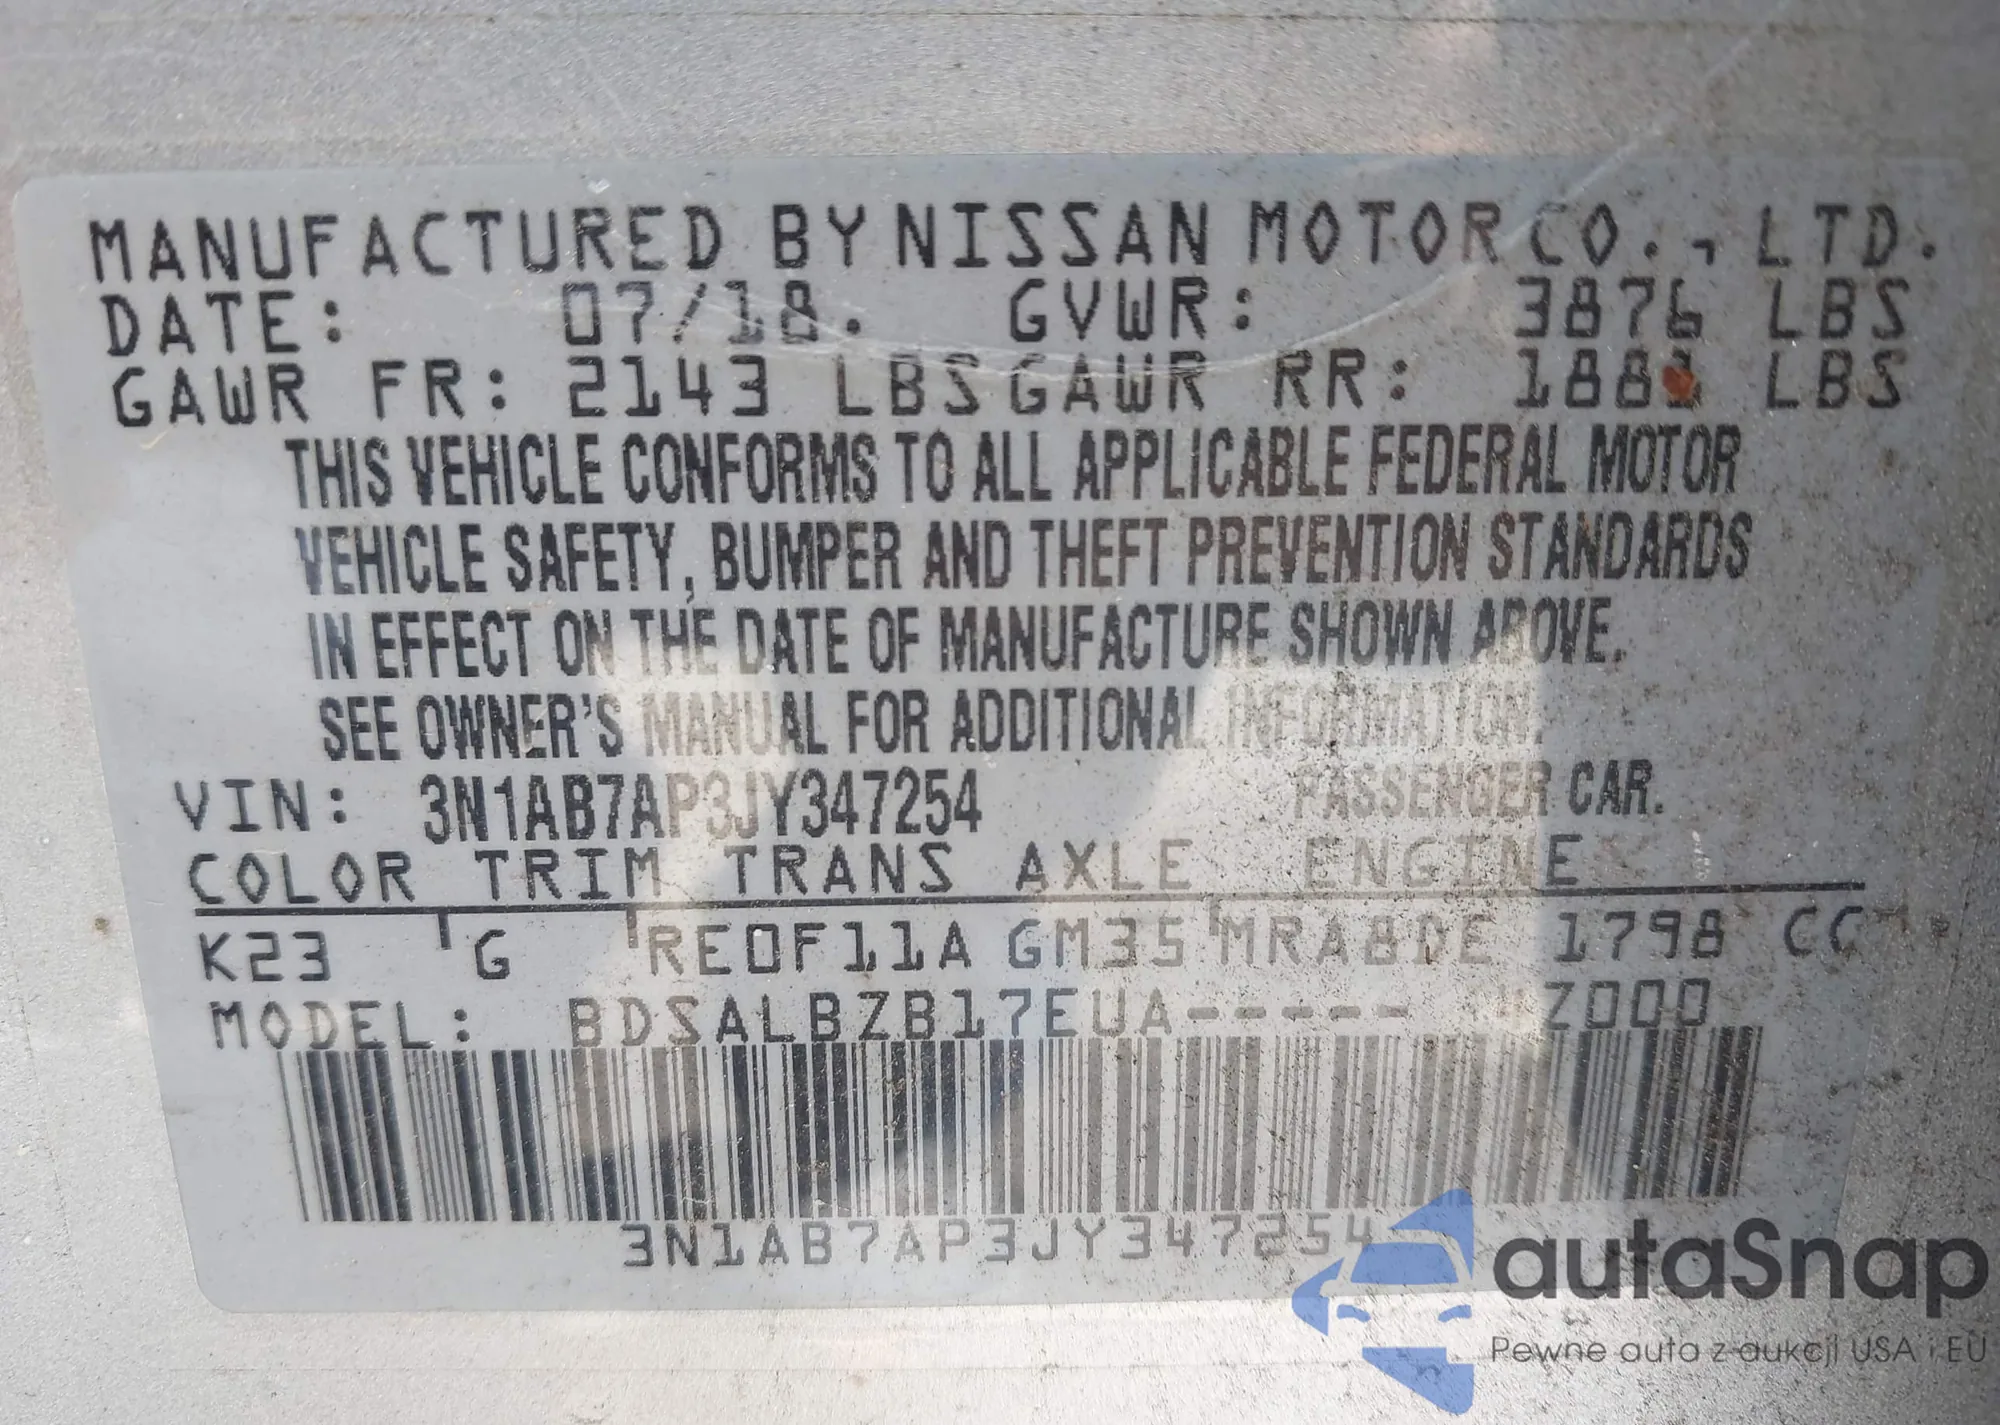 MANUFACTURED BY NISSAN MOTOR CO., LTD.
DATE: 07/18. GVWR: 3876 LBS
GAWR FR: 2143 LBS GAWR RR: 1881 LBS
THIS VEHICLE CONFORMS TO ALL APPLICABLE FEDERAL MOTOR
VEHICLE SAFETY, BUMPER AND THEFT PREVENTION STANDARDS
IN EFFECT ON THE DATE OF MANUFACTURE SHOWN ABOVE.
SEE OWNER'S MANUAL FOR ADDITIONAL INFORMATION.
VIN: 3N1AB7AP3JY347254 PASSENGER CAR.
COLOR TRIM TRANS AXLE ENGINE
K23 G RE0F11A GM35 MRA8DE 1798 CC
MODEL: BDSALBZB17EUA-----
3N1AB7AP3JY347254
autaSnap
Pewne auta z aukcji USA i EU